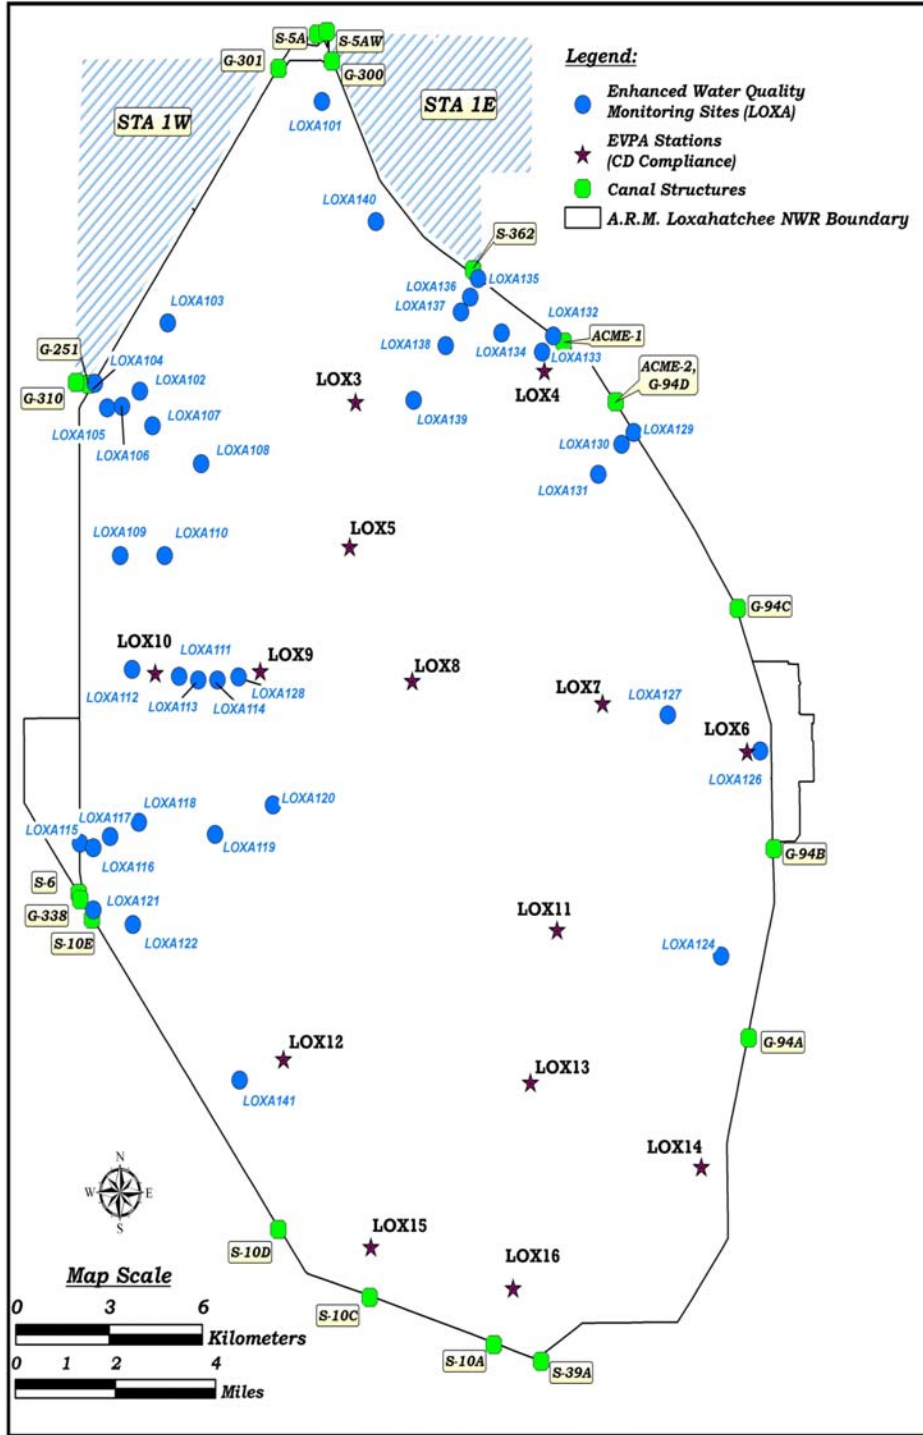 S-5A
S-5AW
G-301
G-300
LOXA101
STA 1W
STA 1E
Legend:
Enhanced Water Quality
Monitoring Sites (LOXA)
EVPA Stations
(CD Compliance)
Canal Structures
A.R.M. Loxahatchee NWR Boundary
LOXA140
S-362
LOXA135
LOXA136
LOXA137
LOXA103
LOXA132
ACME-1
G-251
LOXA104
LOXA138
LOXA134
LOXA133
ACME-2,
G-94D
G-310
LOXA102
LOX3
LOX4
LOXA107
LOXA139
LOXA105
LOXA106
LOXA129
LOXA130
LOXA108
LOXA131
LOX5
LOXA109
LOXA110
G-94C
LOX10
LOXA111
LOX9
LOX8
LOX7
LOXA127
LOXA112
LOXA128
LOXA113
LOXA114
LOX6
LOXA126
LOXA120
LOXA118
LOXA117
LOXA115
LOXA119
LOXA116
G-94B
S-6
LOXA121
G-338
LOX11
S-10E
LOXA122
LOXA124
LOX12
G-94A
LOX13
LOXA141
LOX14
N
W
E
S
LOX15
S-10D
LOX16
Map Scale
0 3 6
Kilometers
S-10C
0 1 2 4
Miles
S-10A
S-39A